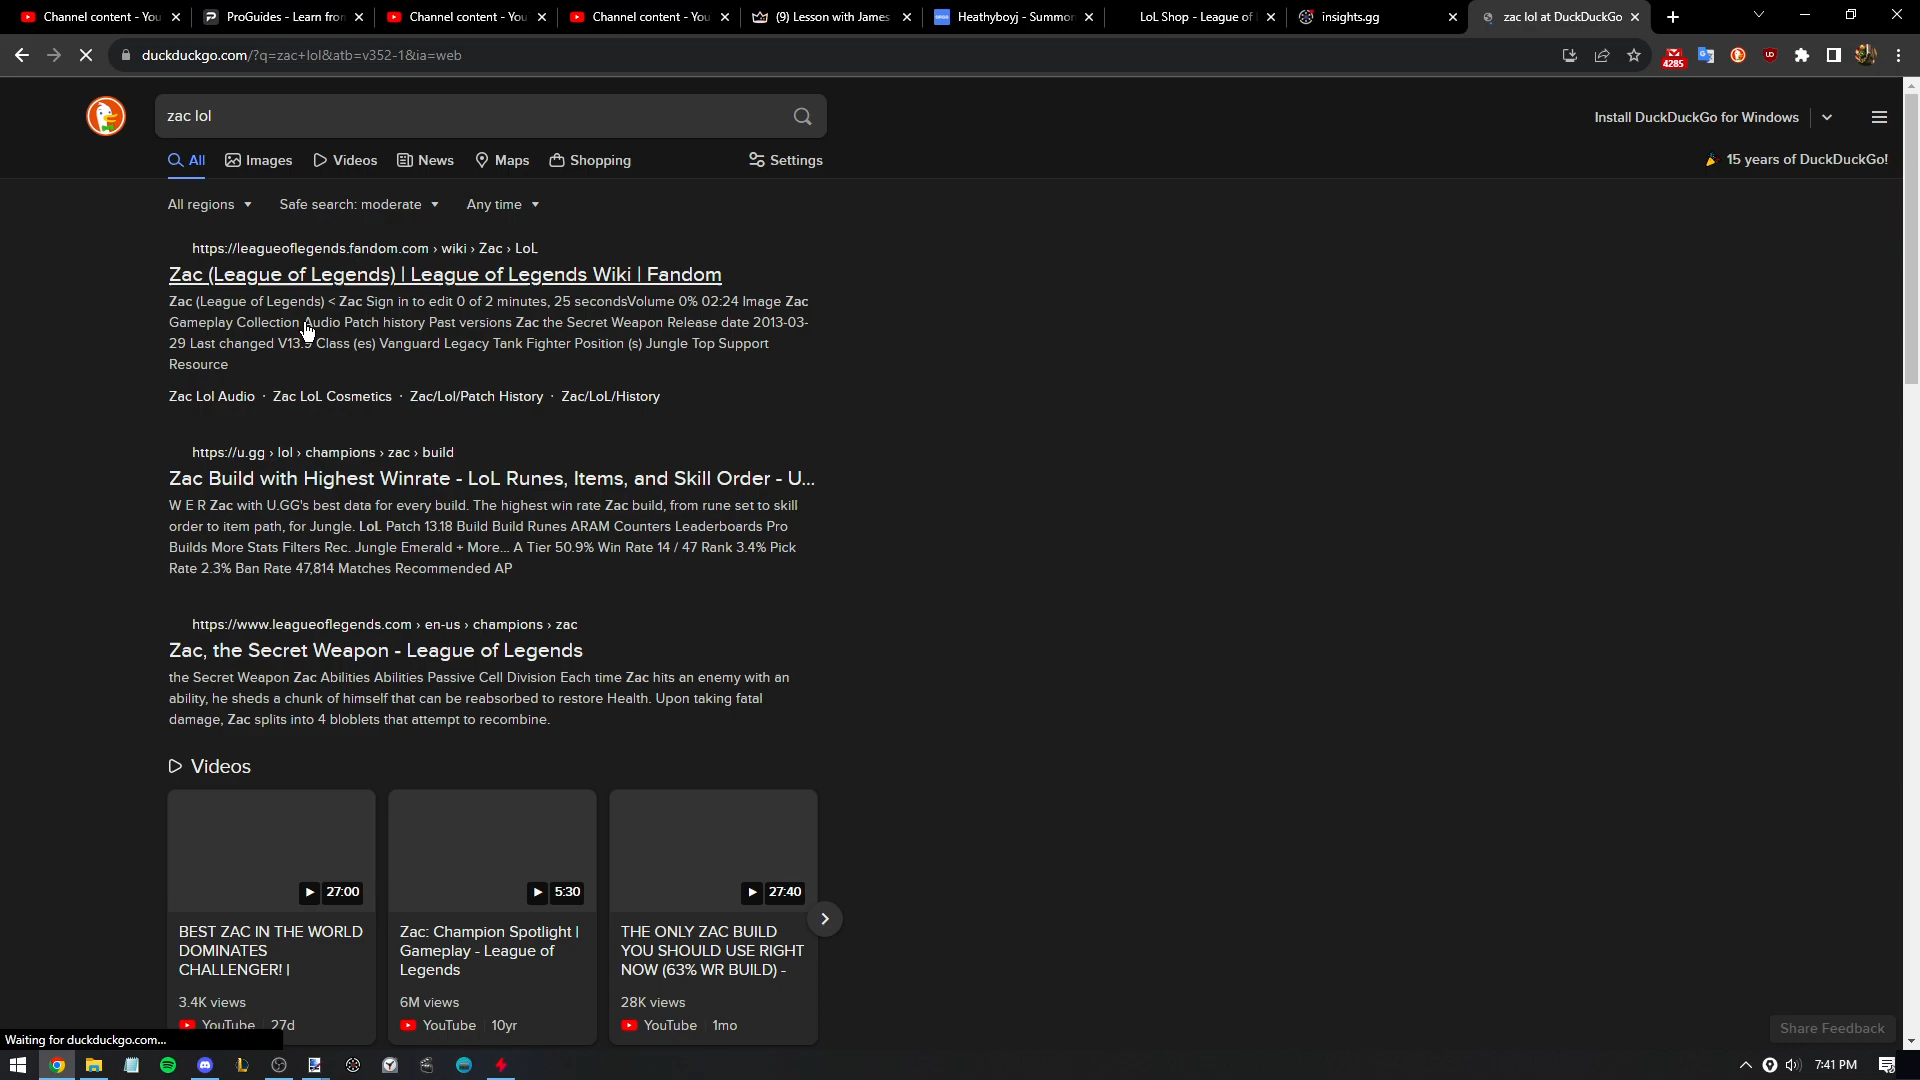 Channel content - You
ProGuides - Learn fron
Channel content - You
Channel content - You
(9) Lesson with James
Heathyboyj - Summon
LoL Shop - League of
insights.gg
zac lol at DuckDuckGo
duckduckgo.com/?q=zac+lol&atb=v352-1&ia=web
4285
zac lol
Install DuckDuckGo for Windows
All
Images
Videos
News
Maps
Shopping
Settings
15 years of DuckDuckGo!
All regions
Safe search: moderate
Any time
https://leagueoflegends.fandom.com › wiki › Zac › LoL
Zac (League of Legends) | League of Legends Wiki | Fandom
Zac (League of Legends) < Zac Sign in to edit 0 of 2 minutes, 25 secondsVolume 0% 02:24 Image Zac
Gameplay Collection Audio Patch history Past versions Zac the Secret Weapon Release date 2013-03-
29 Last changed V13.9 Class (es) Vanguard Legacy Tank Fighter Position (s) Jungle Top Support
Resource
Zac Lol Audio · Zac LoL Cosmetics · Zac/Lol/Patch History · Zac/LoL/History
https://u.gg › lol › champions › zac › build
Zac Build with Highest Winrate - LoL Runes, Items, and Skill Order - U...
W E R Zac with U.GG's best data for every build. The highest win rate Zac build, from rune set to skill
order to item path, for Jungle. LoL Patch 13.18 Build Build Runes ARAM Counters Leaderboards Pro
Builds More Stats Filters Rec. Jungle Emerald + More... A Tier 50.9% Win Rate 14 / 47 Rank 3.4% Pick
Rate 2.3% Ban Rate 47,814 Matches Recommended AP
https://www.leagueoflegends.com › en-us › champions › zac
Zac, the Secret Weapon - League of Legends
the Secret Weapon Zac Abilities Abilities Passive Cell Division Each time Zac hits an enemy with an
ability, he sheds a chunk of himself that can be reabsorbed to restore Health. Upon taking fatal
damage, Zac splits into 4 bloblets that attempt to recombine.
Videos
27:00
5:30
27:40
BEST ZAC IN THE WORLD
DOMINATES
CHALLENGER! |
3.4K views
YouTube 27d
Zac: Champion Spotlight |
Gameplay - League of
Legends
6M views
YouTube 10yr
THE ONLY ZAC BUILD
YOU SHOULD USE RIGHT
NOW (63% WR BUILD) -
28K views
YouTube 1mo
Share Feedback
Waiting for duckduckgo.com...
7:41 PM